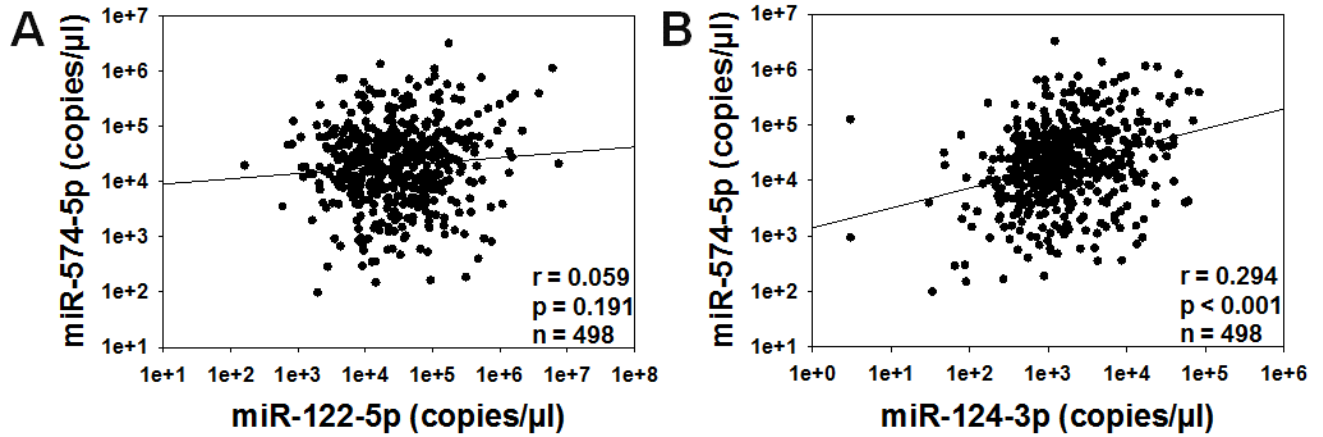 A
miR-574-5p (copies/µl)
1e+7
1e+6
1e+5
1e+4
1e+3
1e+2
1e+1
r = 0.059
p = 0.191
n = 498
1e+1 1e+2 1e+3 1e+4 1e+5 1e+6 1e+7 1e+8
miR-122-5p (copies/µl)
B
miR-574-5p (copies/µl)
1e+7
1e+6
1e+5
1e+4
1e+3
1e+2
1e+1
r = 0.294
p < 0.001
n = 498
1e+0 1e+1 1e+2 1e+3 1e+4 1e+5 1e+6
miR-124-3p (copies/µl)